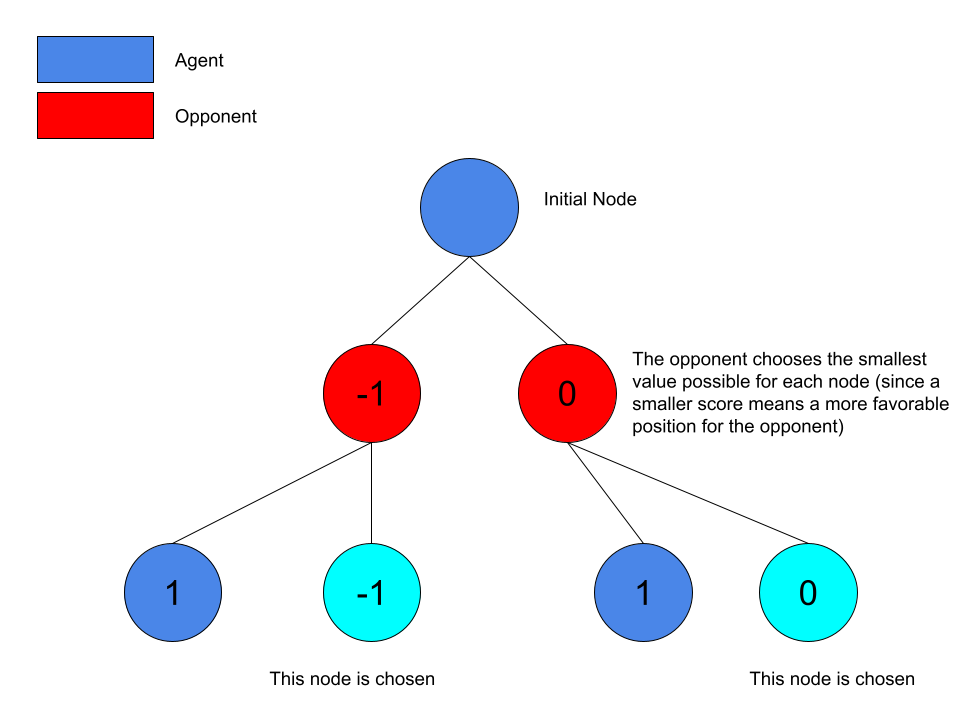 Agent
Opponent
Initial Node
-1
0
The opponent chooses the smallest
value possible for each node (since a
smaller score means a more favorable
position for the opponent)
1
-1
1
0
This node is chosen
This node is chosen